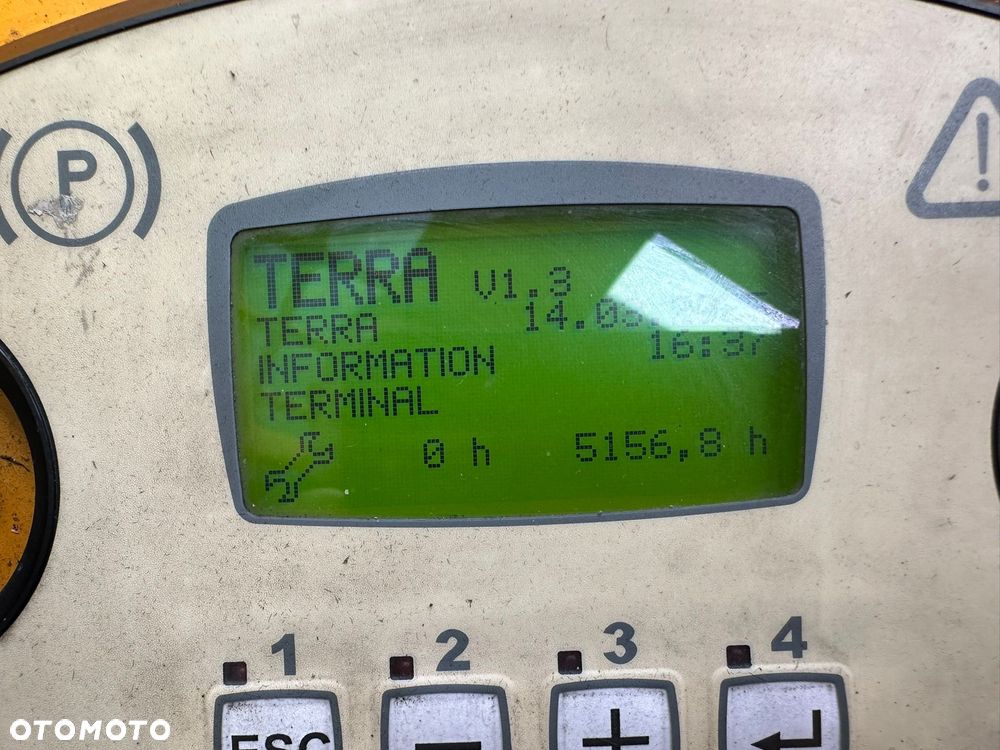 P
!
TERRA V1.3
TERRA
INFORMATION
TERMINAL
0 h 5156,8 h
1 2 3 4
ESC - + ↵
OTOMOTO